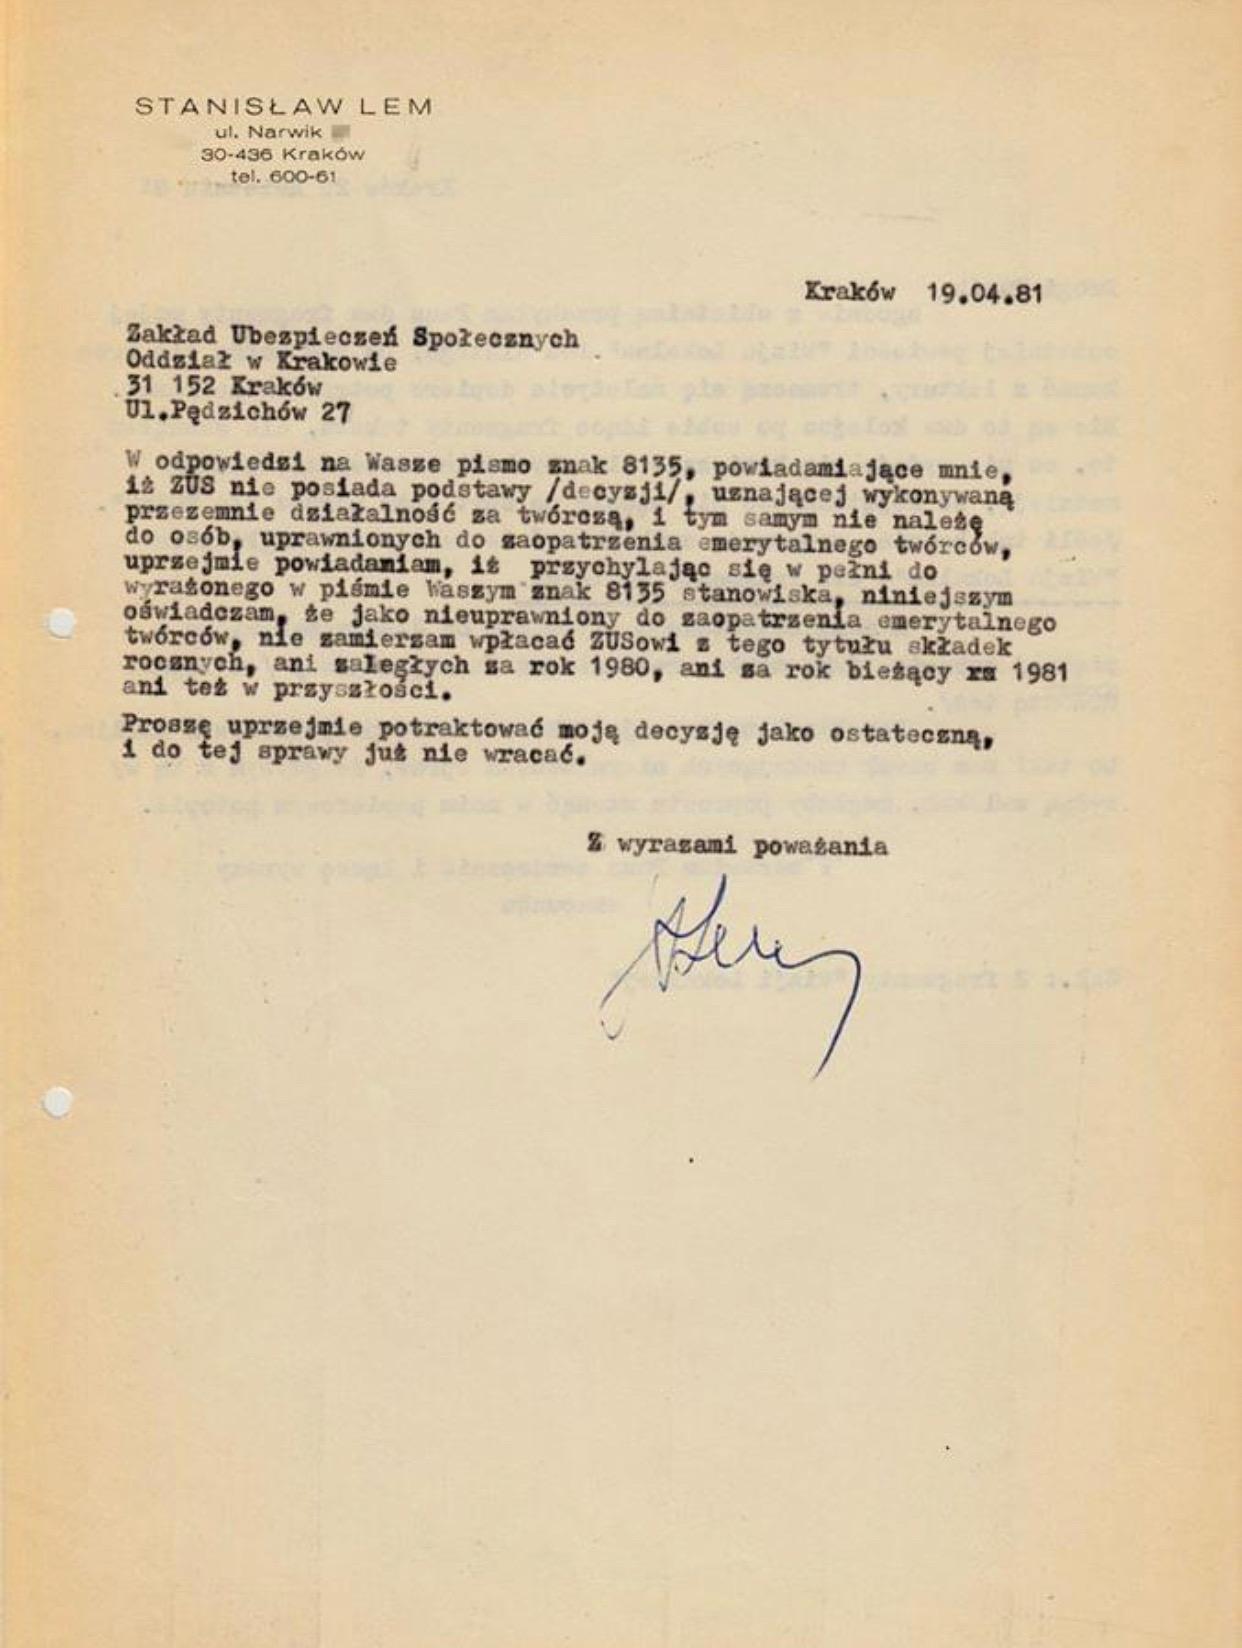 STANISŁAW LEM
ul. Narwik
30-436 Kraków
tel. 600-61
Kraków 19.04.81
Zakład Ubezpieczeń Społecznych
Oddział w Krakowie
31 152 Kraków
Ul.Pędzichów 27
W odpowiedzi na Wasze pismo znak 8135, powiadamiające mnie,
iż ZUS nie posiada podstawy /decyzji/, uznającej wykonywaną
przezemnie działalność za twórczą, i tym samym nie należę
do osób, uprawnionych do zaopatrzenia emerytalnego twórców,
uprzejmie powiadamiam, iż przychylając się w pełni do
wyrażonego w piśmie Waszym znak 8135 stanowiska, niniejszym
oświadczam, że jako nieuprawniony do zaopatrzenia emerytalnego
twórców, nie zamierzam wpłacać ZUSowi z tego tytułu składek
rocznych, ani zaległych za rok 1980, ani za rok bieżący 1981
ani też w przyszłości.
Proszę uprzejmie potraktować moją decyzję jako ostateczną,
i do tej sprawy już nie wracać.
Z wyrazami poważania
Lem